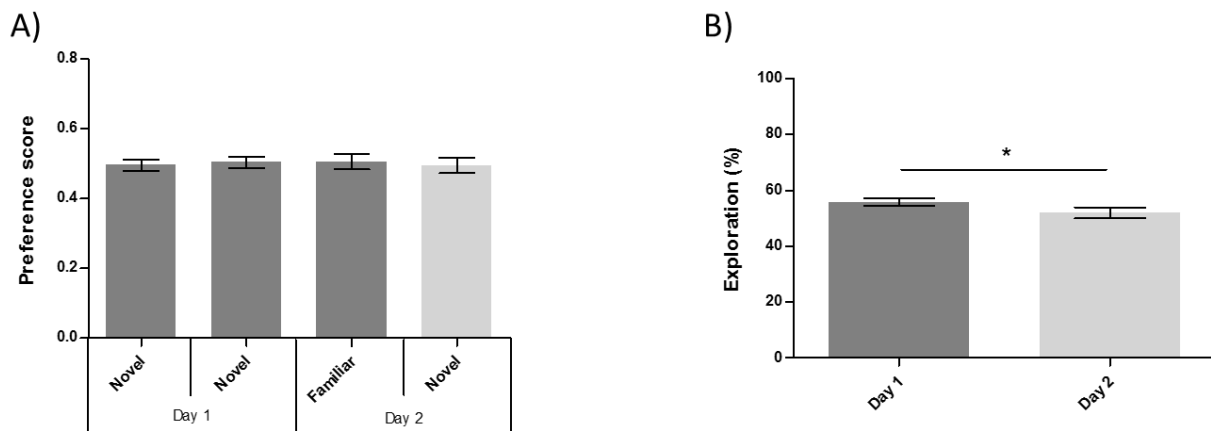 A)
Preference score
0.8
0.6
0.4
0.2
0.0
Novel
Novel
Familiar
Novel
Day 1
Day 2
B)
Exploration (%)
100
80
60
40
20
0
*
Day 1
Day 2